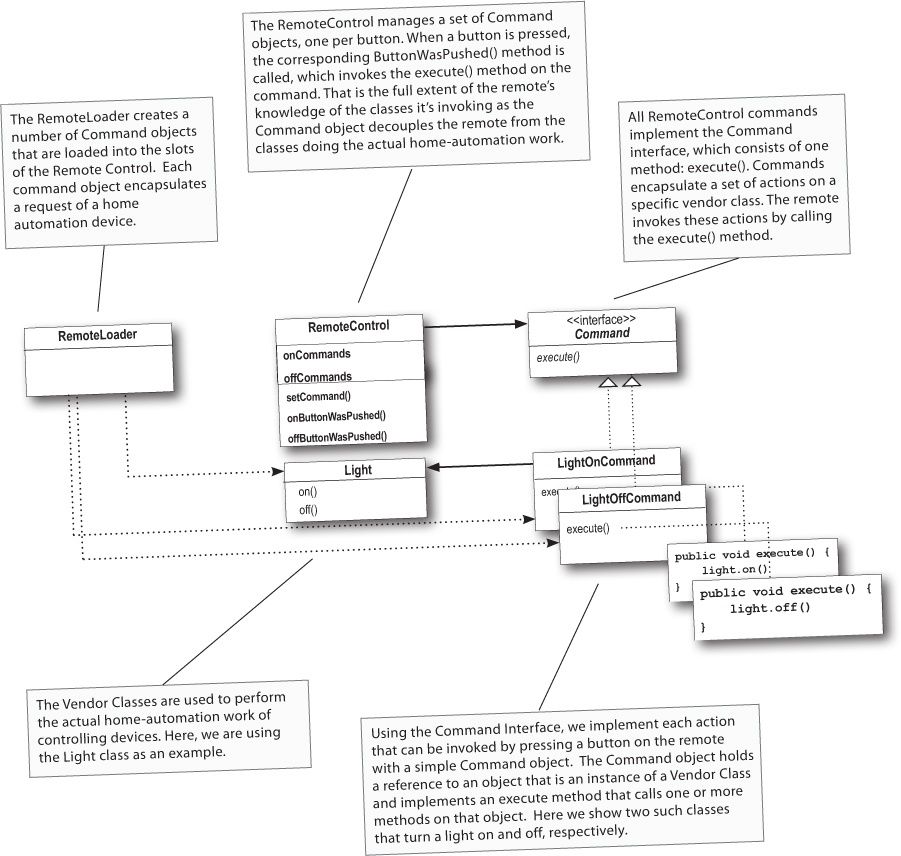 The RemoteControl manages a set of Command
objects, one per button. When a button is pressed,
the corresponding ButtonWasPushed() method is
called, which invokes the execute() method on the
command. That is the full extent of the remote's
knowledge of the classes it's invoking as the
Command object decouples the remote from the
classes doing the actual home-automation work.
The RemoteLoader creates a
number of Command objects
that are loaded into the slots
of the Remote Control. Each
command object encapsulates
a request of a home
automation device.
All RemoteControl commands
implement the Command
interface, which consists of one
method: execute(). Commands
encapsulate a set of actions on a
specific vendor class. The remote
invokes these actions by calling
the execute() method.
RemoteLoader
RemoteControl
onCommands
offCommands
setCommand()
onButtonWasPushed()
offButtonWasPushed()
<<interface>>
Command
execute()
Light
on()
off()
LightOnCommand
exec
LightOffCommand
execute()
public void execute() {
light.on()
}
public void execute() {
light.off()
}
The Vendor Classes are used to perform
the actual home-automation work of
controlling devices. Here, we are using
the Light class as an example.
Using the Command Interface, we implement each action
that can be invoked by pressing a button on the remote
with a simple Command object. The Command object holds
a reference to an object that is an instance of a Vendor Class
and implements an execute method that calls one or more
methods on that object. Here we show two such classes
that turn a light on and off, respectively.